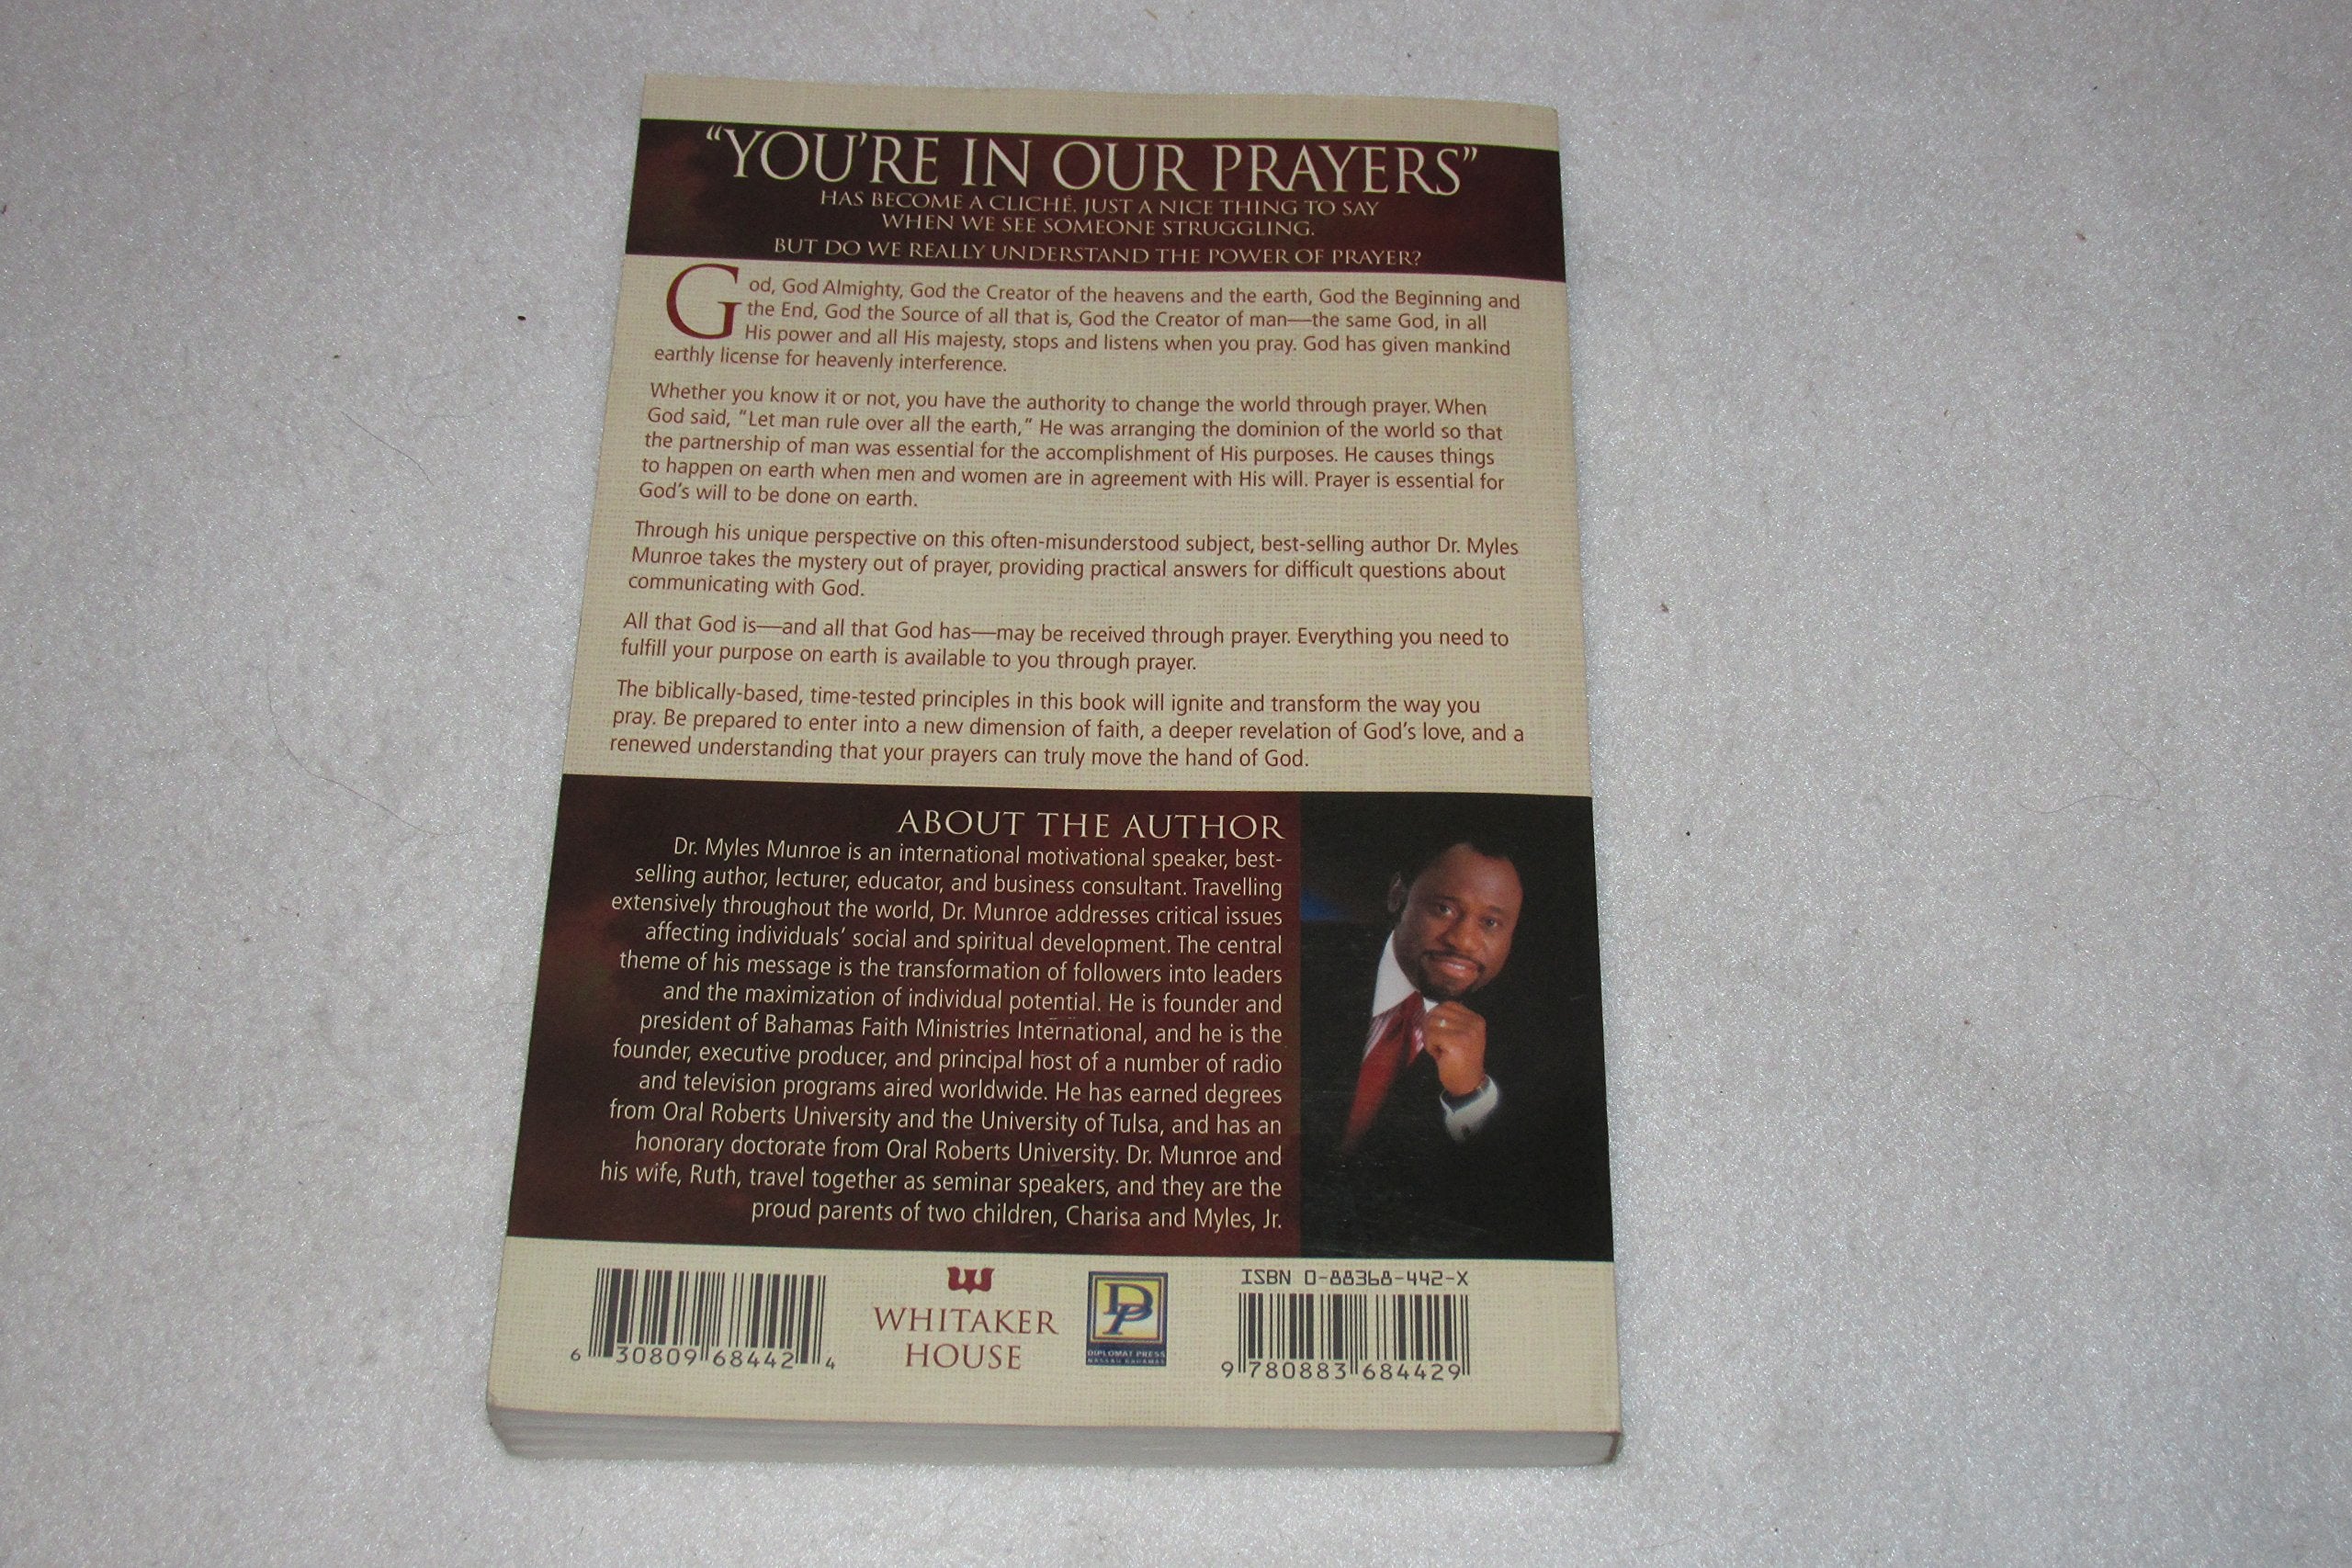 “YOU’RE IN OUR PRAYERS”
HAS BECOME A CLICHÉ. JUST A NICE THING TO SAY
WHEN WE SEE SOMEONE STRUGGLING.
BUT DO WE REALLY UNDERSTAND THE POWER OF PRAYER?
God, God Almighty, God the Creator of the heavens and the earth, God the Beginning and
the End, God the Source of all that is, God the Creator of man—the same God, in all
His power and all His majesty, stops and listens when you pray. God has given mankind
earthly license for heavenly interference.
Whether you know it or not, you have the authority to change the world through prayer. When
God said, “Let man rule over all the earth,” He was arranging the dominion of the world so that
the partnership of man was essential for the accomplishment of His purposes. He causes things
to happen on earth when men and women are in agreement with His will. Prayer is essential for
God’s will to be done on earth.
Through his unique perspective on this often-misunderstood subject, best-selling author Dr. Myles
Munroe takes the mystery out of prayer, providing practical answers for difficult questions about
communicating with God.
All that God is—and all that God has—may be received through prayer. Everything you need to
fulfill your purpose on earth is available to you through prayer.
The biblically-based, time-tested principles in this book will ignite and transform the way you
pray. Be prepared to enter into a new dimension of faith, a deeper revelation of God’s love, and a
renewed understanding that your prayers can truly move the hand of God.
ABOUT THE AUTHOR
Dr. Myles Munroe is an international motivational speaker, best-
selling author, lecturer, educator, and business consultant. Travelling
extensively throughout the world, Dr. Munroe addresses critical issues
affecting individuals’ social and spiritual development. The central
theme of his message is the transformation of followers into leaders
and the maximization of individual potential. He is founder and
president of Bahamas Faith Ministries International, and he is the
founder, executive producer, and principal host of a number of radio
and television programs aired worldwide. He has earned degrees
from Oral Roberts University and the University of Tulsa, and has an
honorary doctorate from Oral Roberts University. Dr. Munroe and
his wife, Ruth, travel together as seminar speakers, and they are the
proud parents of two children, Charisa and Myles, Jr.
6 30809 68442 4
WHITAKER
HOUSE
DP
DIPLOMAT PRESS
NASSAU BAHAMAS
ISBN 0-88368-442-X
9 780883 684429